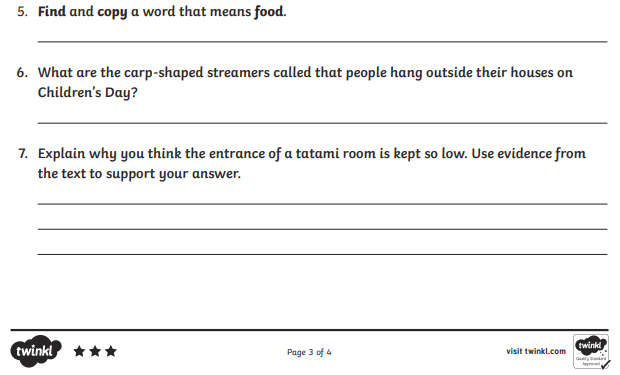 5. Find and copy a word that means food.
6. What are the carp-shaped streamers called that people hang outside their houses on
Children's Day?
7. Explain why you think the entrance of a tatami room is kept so low. Use evidence from
the text to support your answer.
twinkl
Page 3 of 4
visit twinkl.com
twinkl
Quality Standard
Approved